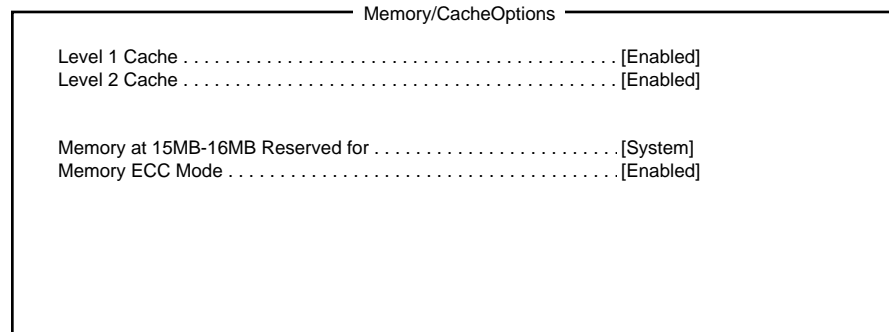 Memory/CacheOptions
Level 1 Cache . . . . . . . . . . . . . . . . . . . . . . . . . . . . . . . . . . . . . . . . . . [Enabled]
Level 2 Cache . . . . . . . . . . . . . . . . . . . . . . . . . . . . . . . . . . . . . . . . . . [Enabled]
Memory at 15MB-16MB Reserved for . . . . . . . . . . . . . . . . . . . . . . . . [System]
Memory ECC Mode . . . . . . . . . . . . . . . . . . . . . . . . . . . . . . . . . . . . . . [Enabled]